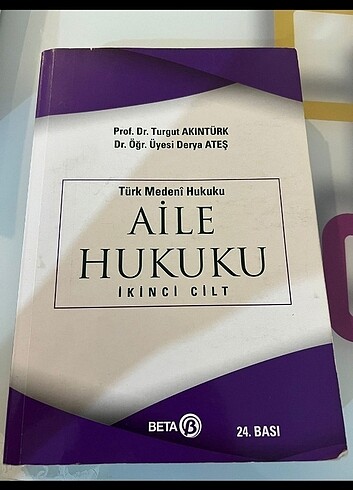 Prof. Dr. Turgut AKINTÜRK
Dr. Öğr. Üyesi Derya ATEŞ
Türk Medenî Hukuku
AİLE
HUKUKU
İKİNCİ CİLT
BETA B
24. BASI